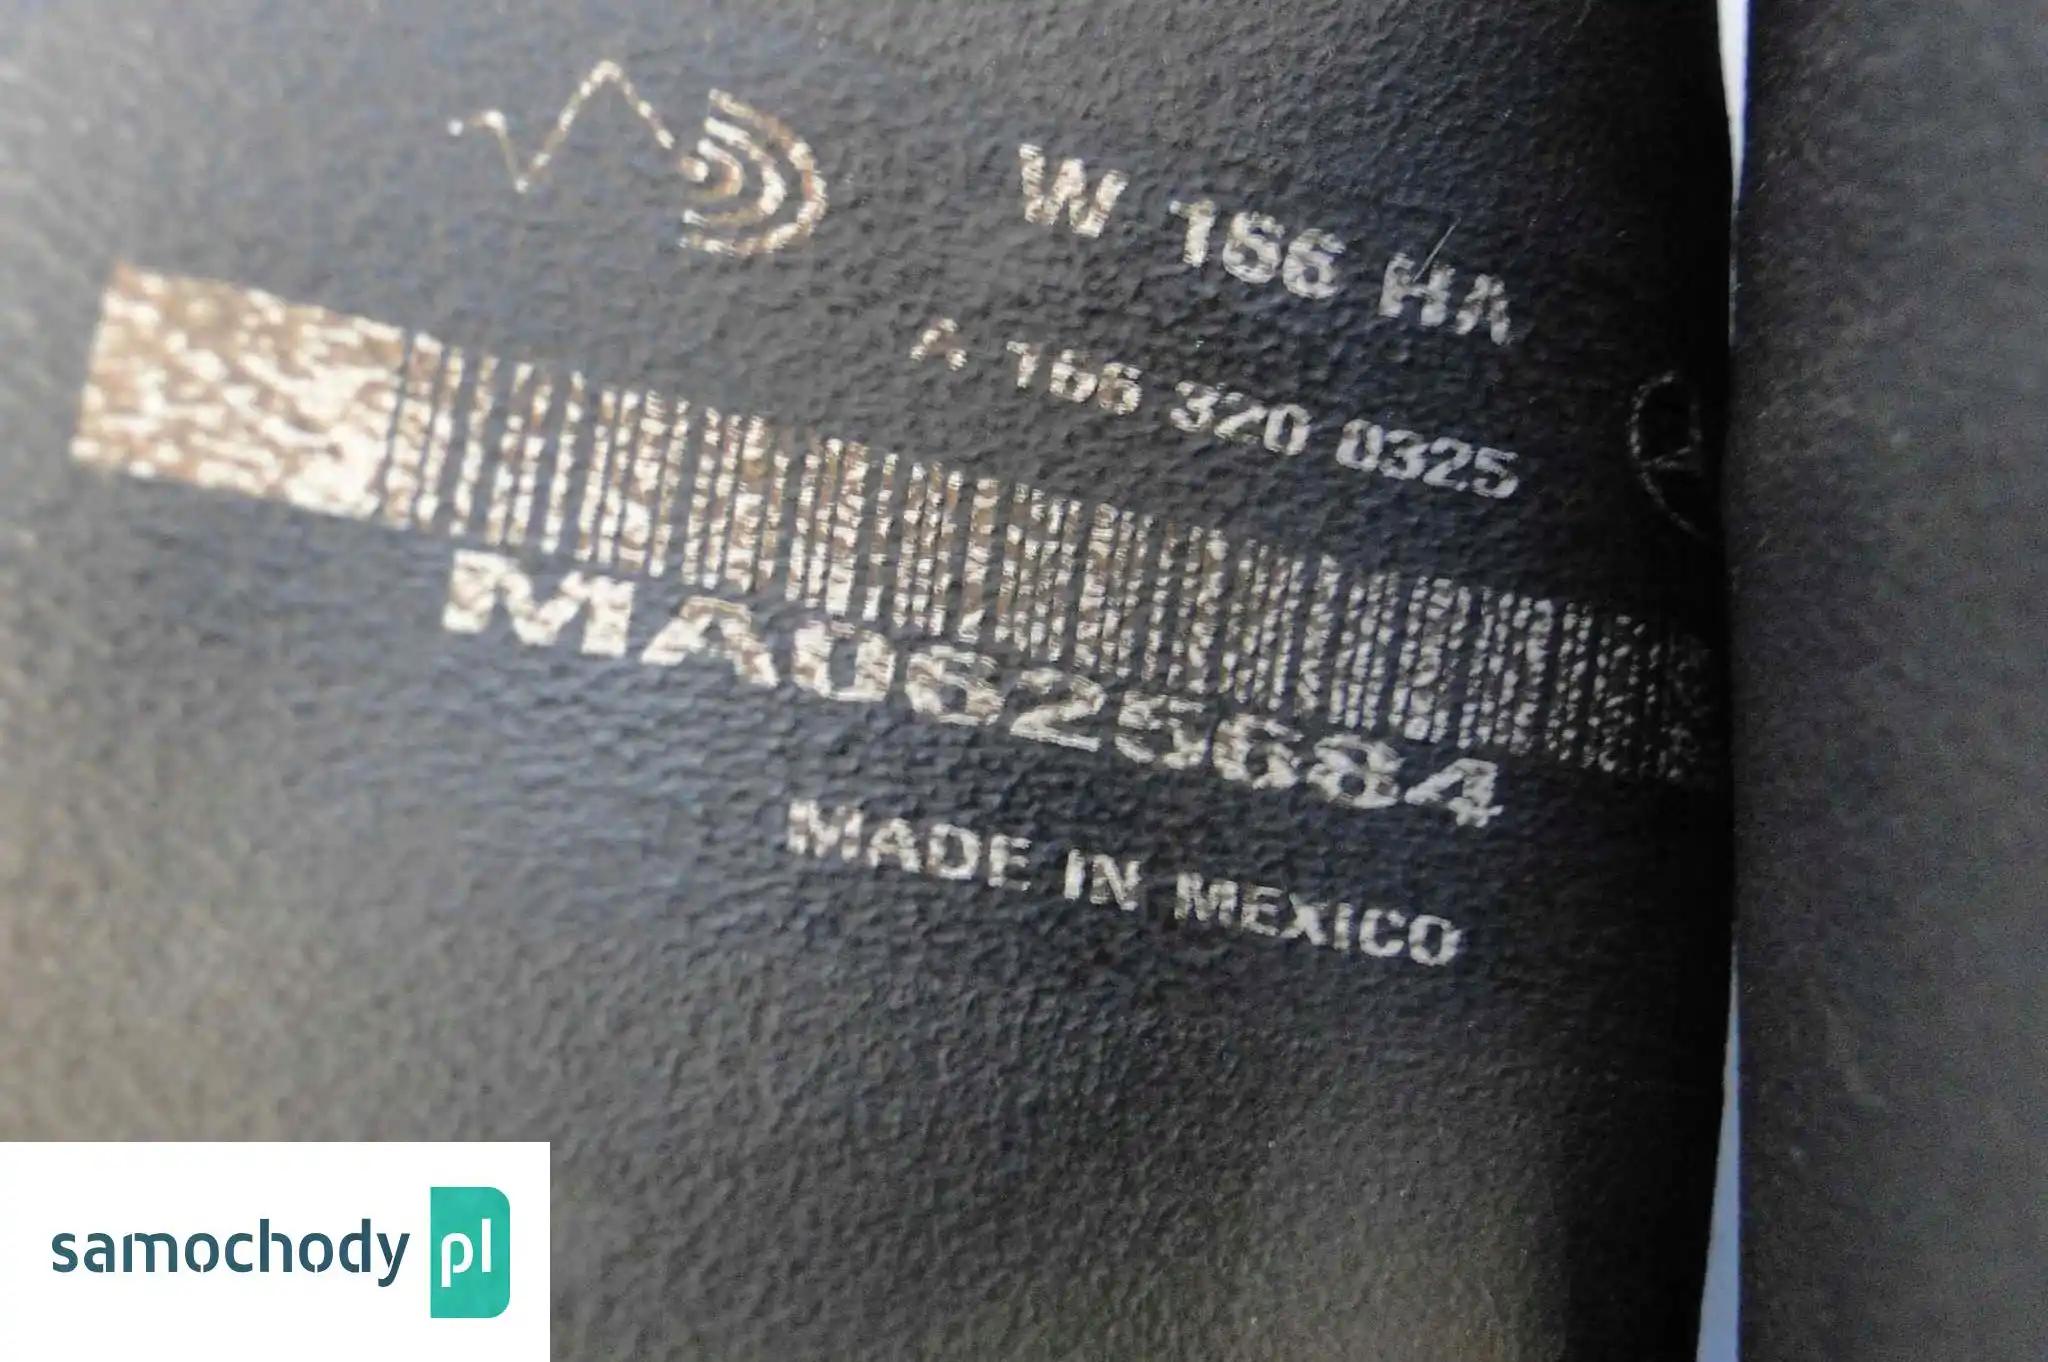 W 166 HA
A 166 320 0325
MA0625684
MADE IN MEXICO
samochody pl